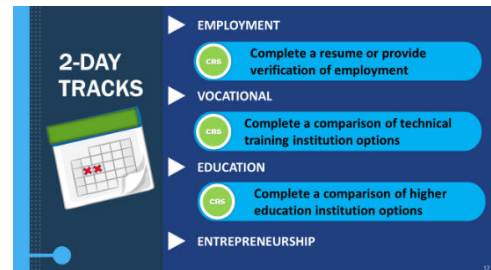 2-DAY
TRACKS
EMPLOYMENT
CRS
Complete a resume or provide
verification of employment
VOCATIONAL
CRS
Complete a comparison of technical
training institution options
EDUCATION
CRS
Complete a comparison of higher
education institution options
ENTREPRENEURSHIP